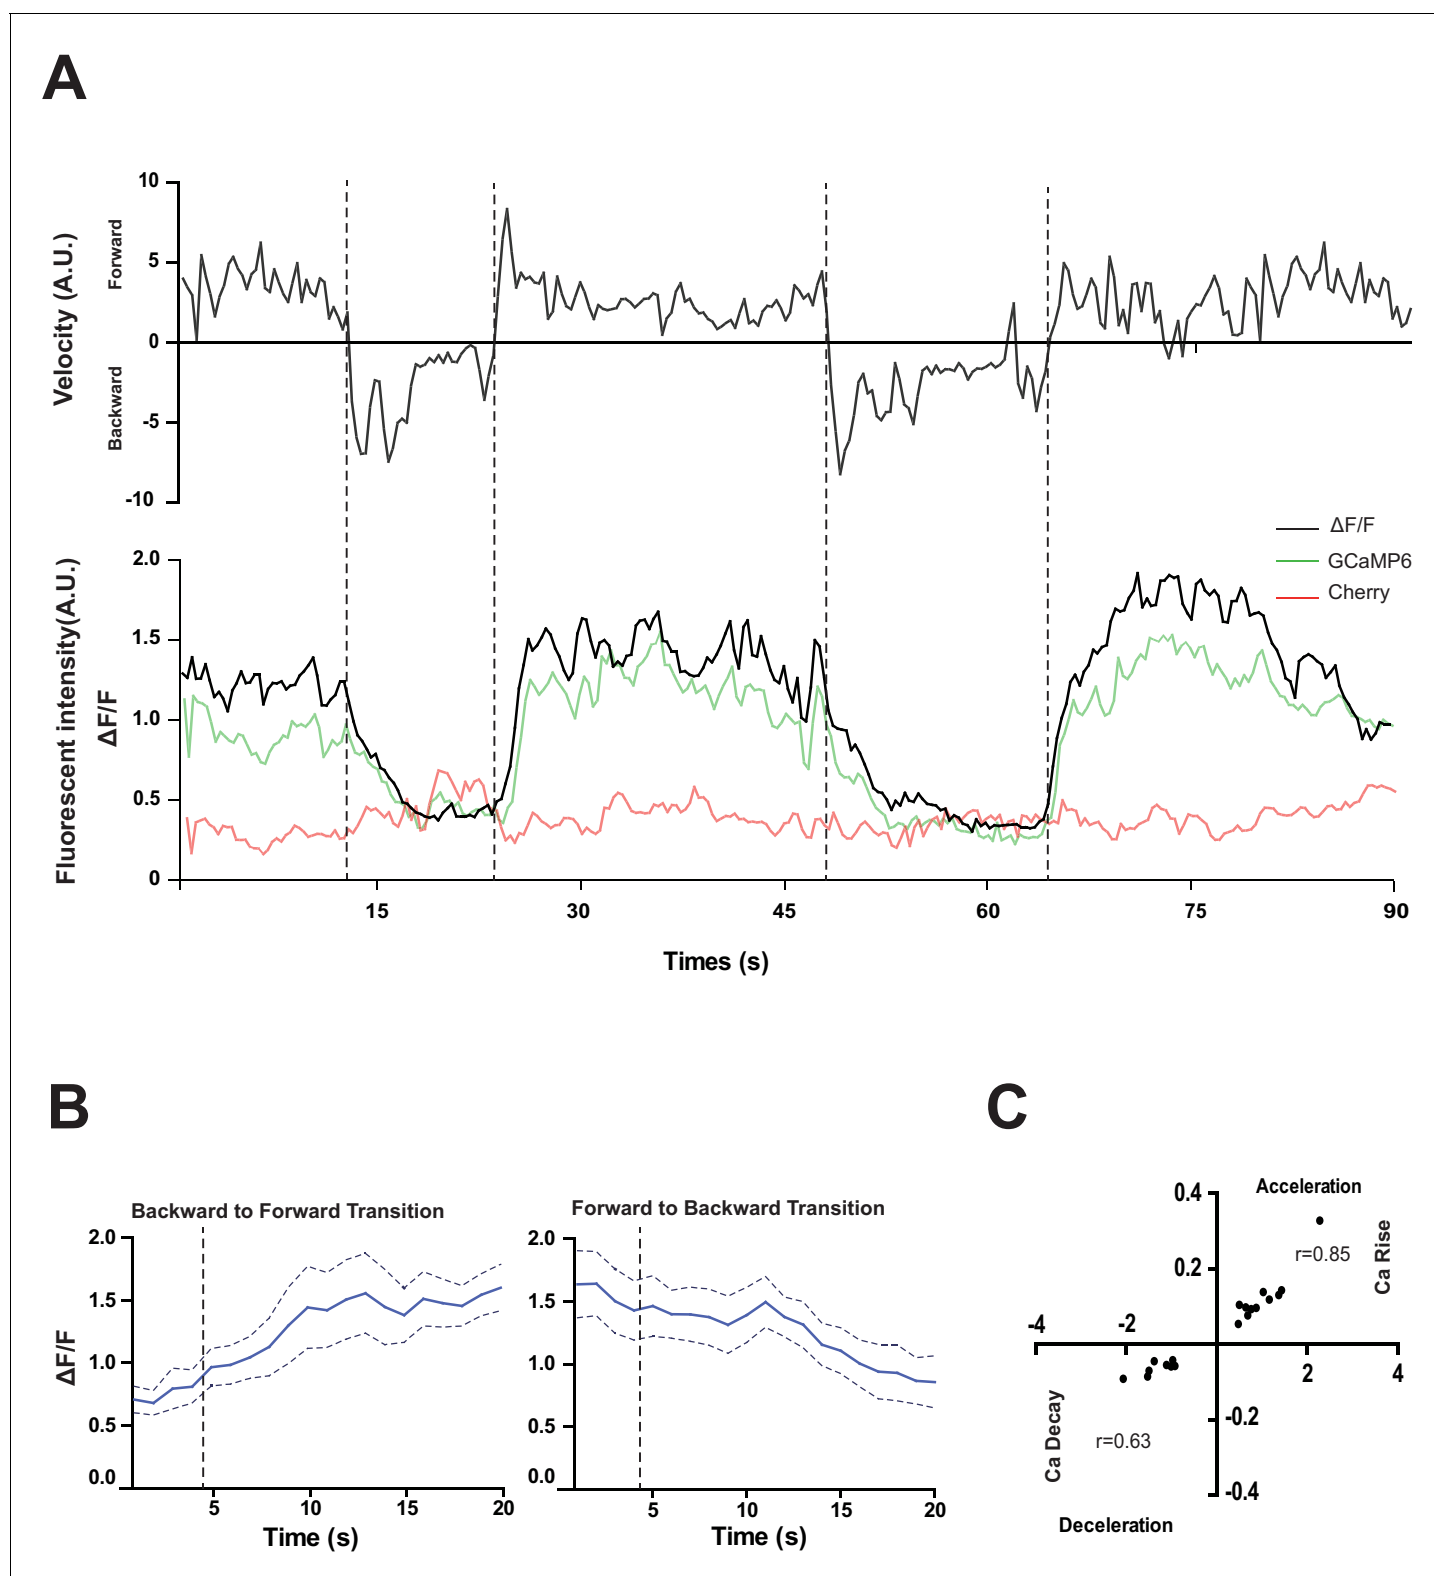 A
10
5
0
-5
-10
Velocity (A.U.)
Forward
Backward
ΔF/F
GCaMP6
Cherry
2.0
1.5
1.0
0.5
0
Fluorescent intensity(A.U.)
ΔF/F
15 30 45 60 75 90
Times (s)
B
Backward to Forward Transition
2.0
1.5
1.0
0.5
0.0
ΔF/F
5 10 15 20
Time (s)
Forward to Backward Transition
2.0
1.5
1.0
0.5
0.0
5 10 15 20
Time (s)
C
0.4
Acceleration
Ca Rise
r=0.85
0.2
-4 -2
2 4
Ca Decay
-0.2
r=0.63
-0.4
Deceleration